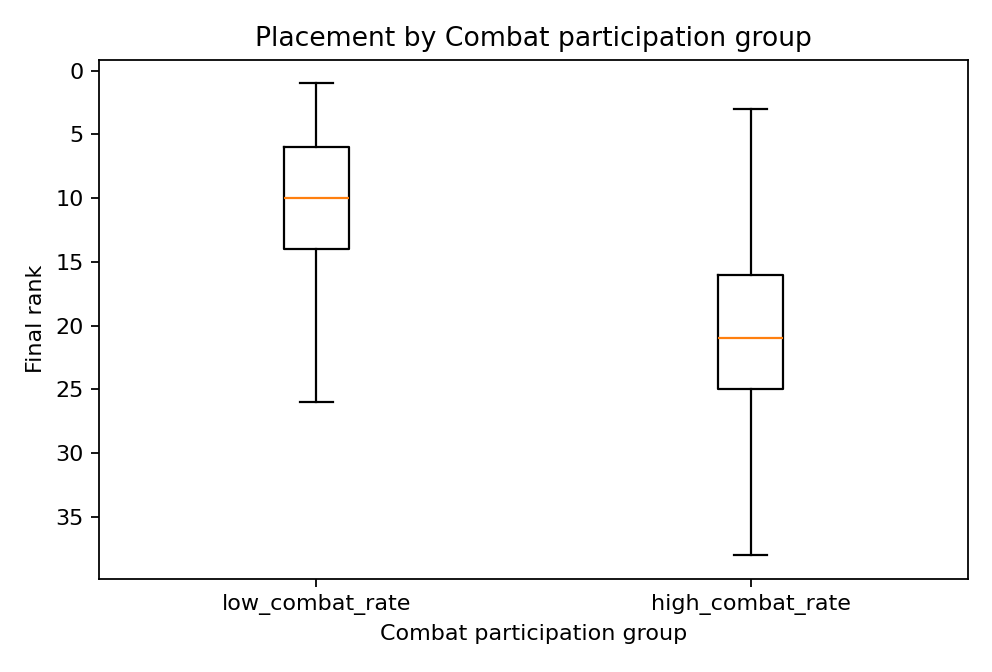 Placement by Combat participation group
Final rank
0
5
10
15
20
25
30
35
low_combat_rate
high_combat_rate
Combat participation group